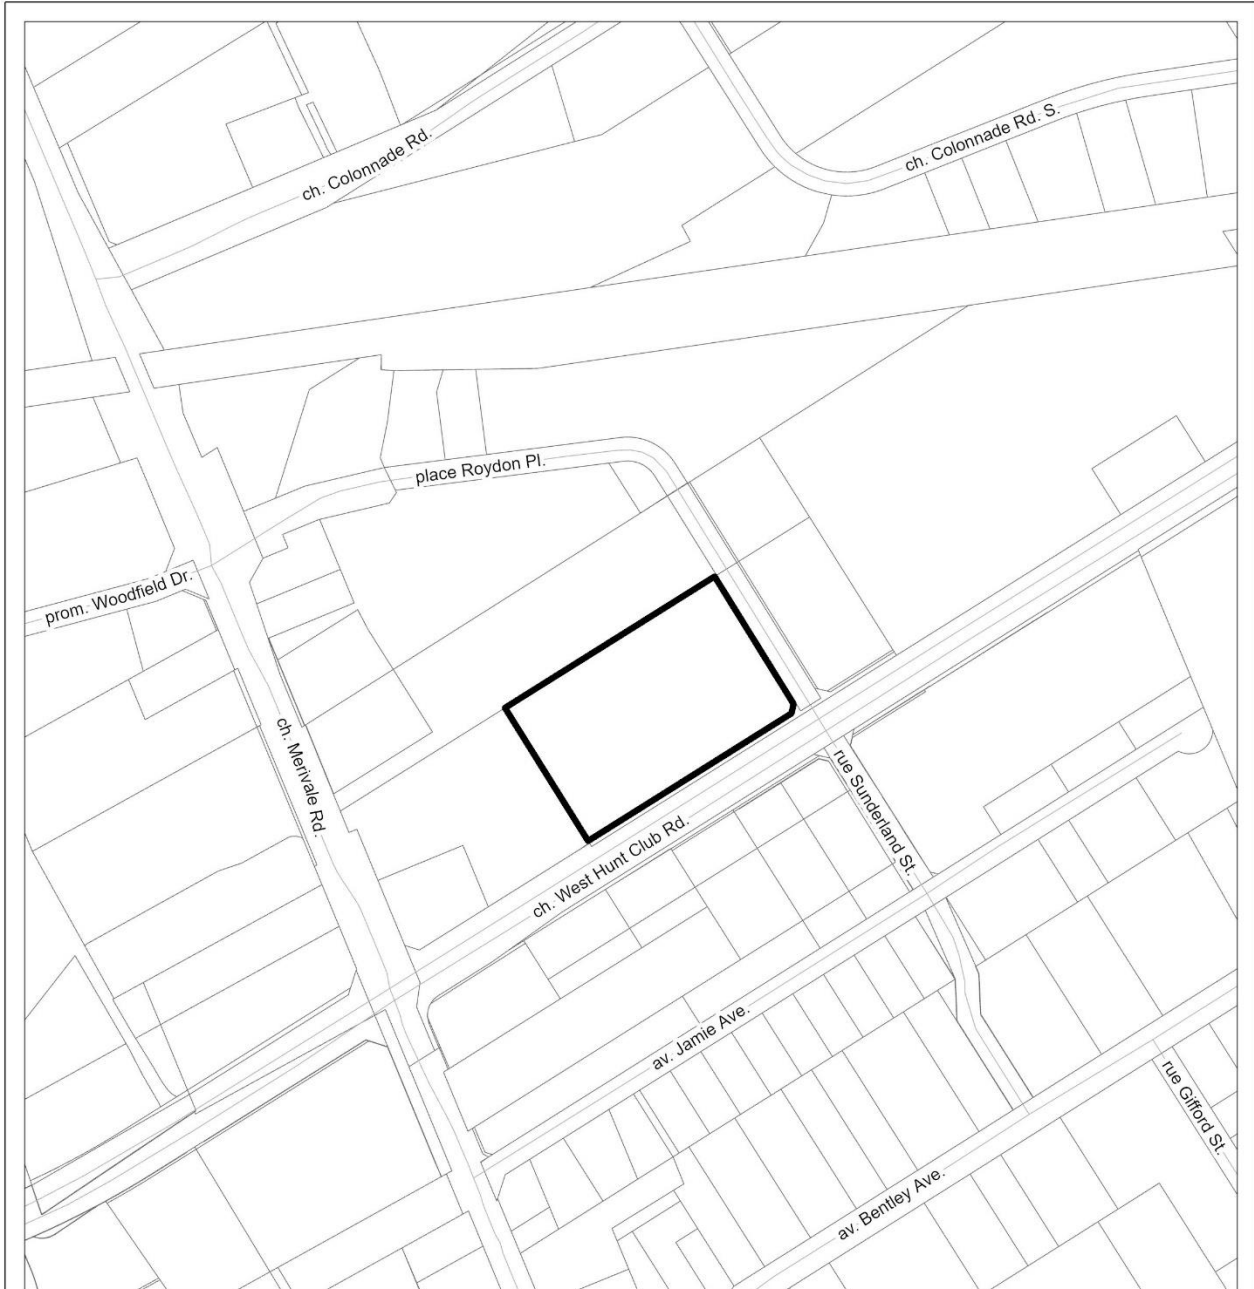 ch. Colonnade Rd.
ch. Colonnade Rd. S.
place Roydon Pl.
prom. Woodfield Dr.
ch. Merivale Rd.
rue Sunderland St.
ch. West Hunt Club Rd.
av. Jamie Ave.
rue Gifford St.
av. Bentley Ave.